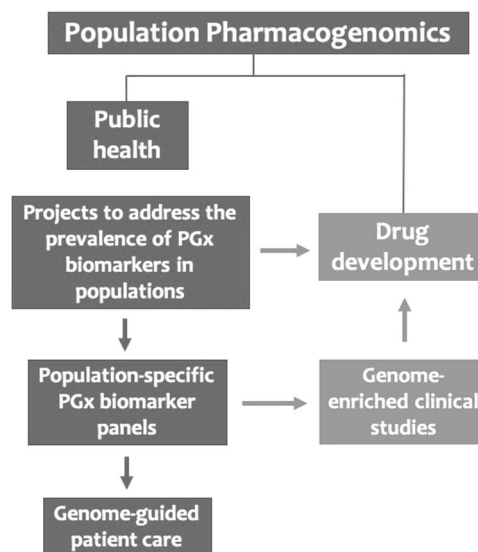 Population Pharmacogenomics
Public
health
Projects to address the
prevalence of PGx
biomarkers in
populations
Drug
development
Population-specific
PGx biomarker
panels
Genome-
enriched clinical
studies
Genome-guided
patient care